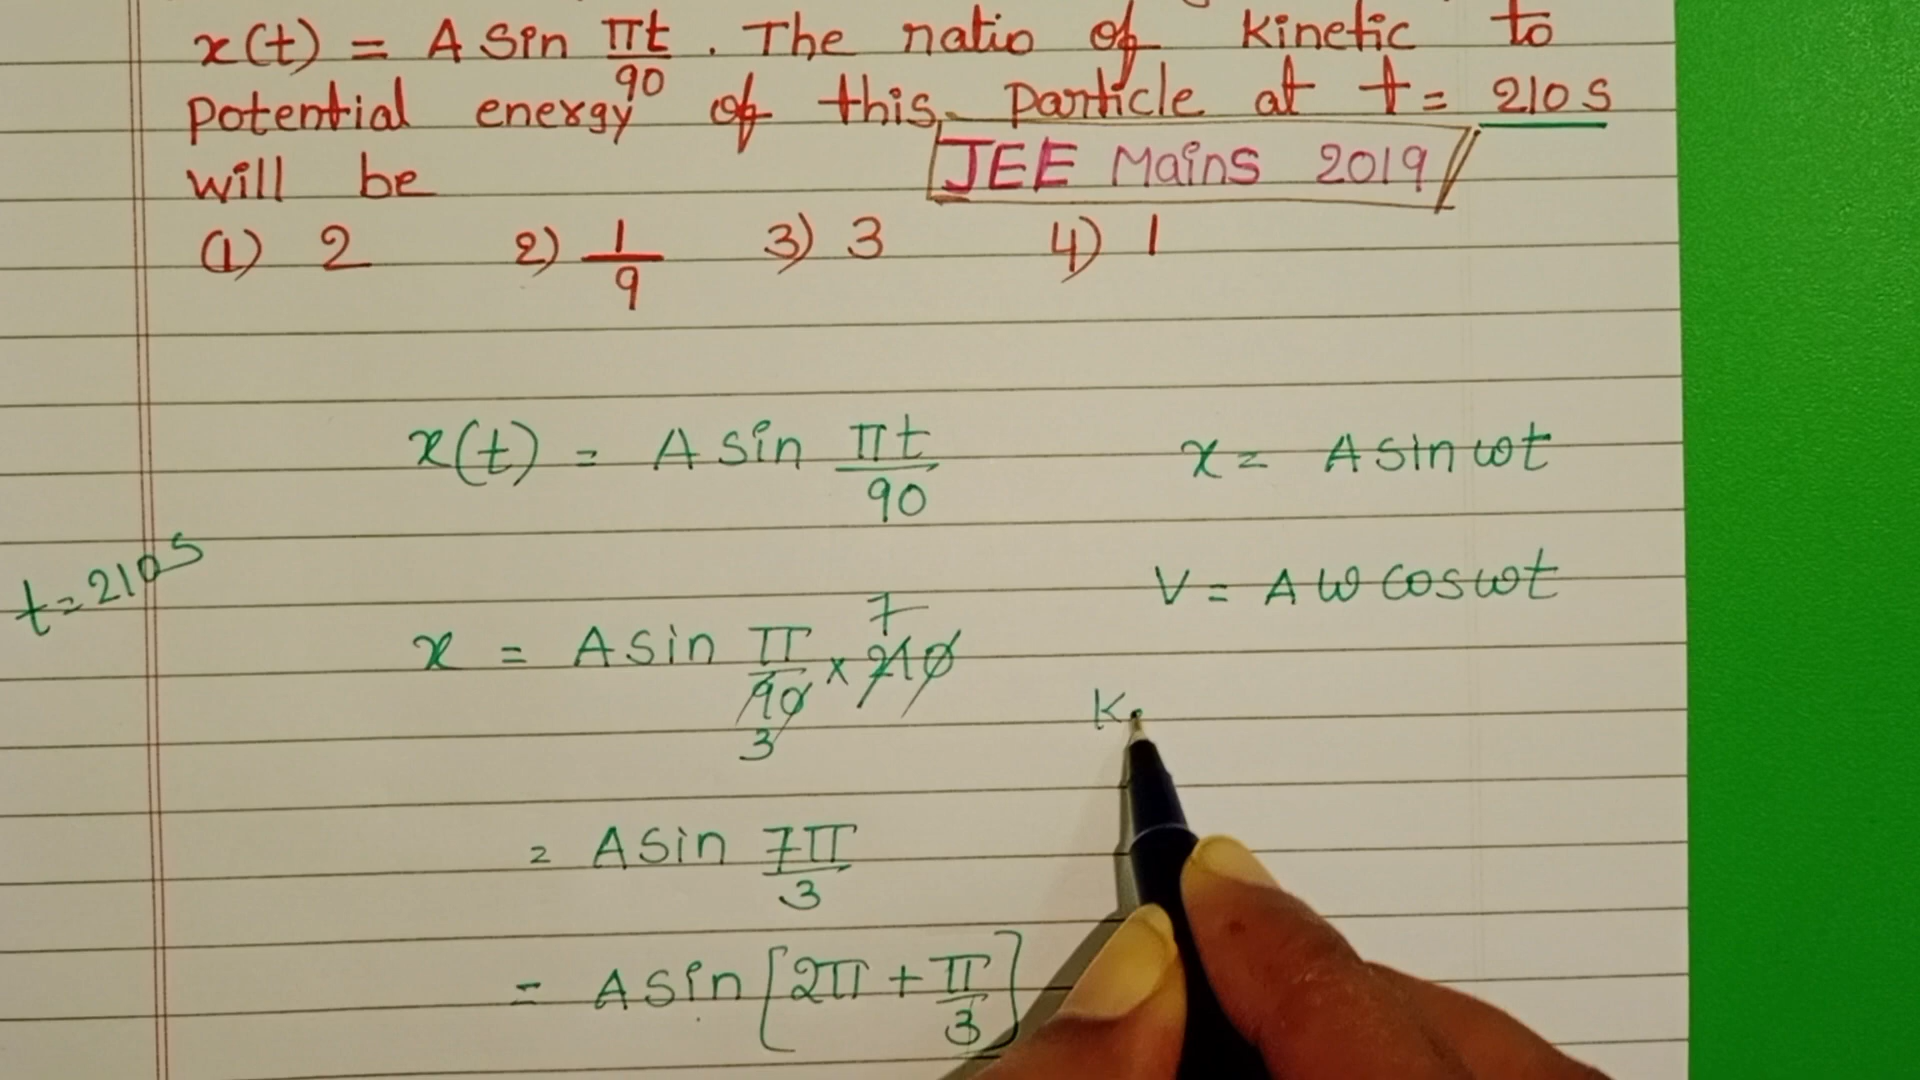 x(t) = A sin πt/90 . The ratio of kinetic to
potential energy of this particle at t = 210 s
will be
JEE Mains 2019
(1) 2 2) 1/9 3) 3 4) 1
x(t) = A sin πt/90
x = A sin ωt
t = 210 s
V = A ω cos ωt
x = A sin π/90 × 210
7
3
K.
= A sin 7π/3
= A sin [2π + π/3]